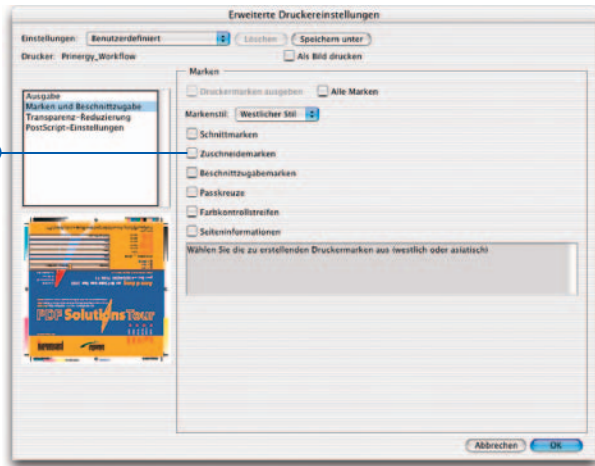 Erweiterte Druckereinstellungen
Einstellungen: Benutzerdefiniert Löschen Speichern unter
Drucker: Prinergy_Workflow Als Bild drucken
Marken
Druckermarken ausgeben Alle Marken
Ausgabe
Marken und Beschnittzugabe
Transparenz-Reduzierung
PostScript-Einstellungen
Markenstil: Westlicher Stil
Schnittmarken
Zuschneidemarken
Beschnittzugabemarken
Passkreuze
Farbkontrollstreifen
Seiteninformationen
Wählen Sie die zu erstellenden Druckermarken aus (westlich oder asiatisch)
PDF Solutions Tour
Abbrechen OK